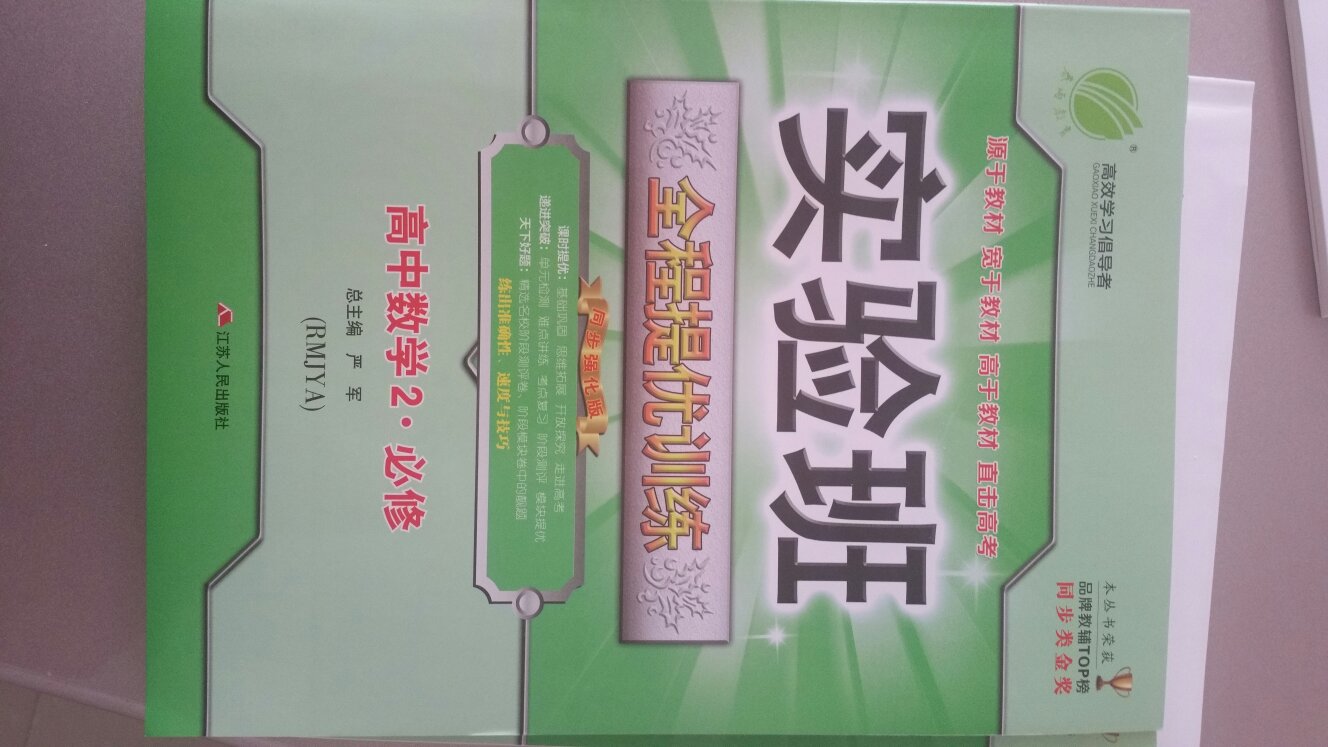 春雨教育
®
高效学习倡导者
GAOXIAO XUEXI CHANGDAOZHE
本丛书荣获
品牌教辅TOP榜
同步类金奖
源于教材 宽于教材 高于教材 直击高考
实验班
全程提优训练
同步强化版
课时提优：基础巩固 思维拓展 开放探究 走进高考
递进突破：单元检测 难点讲练 考点复习 阶段测评 模块提优
天下好题：精选名校阶段测评卷、阶段模块卷中的靓题
练出准确性、速度与技巧
高中数学2·必修
总主编 严军
(RMJYA)
江苏人民出版社